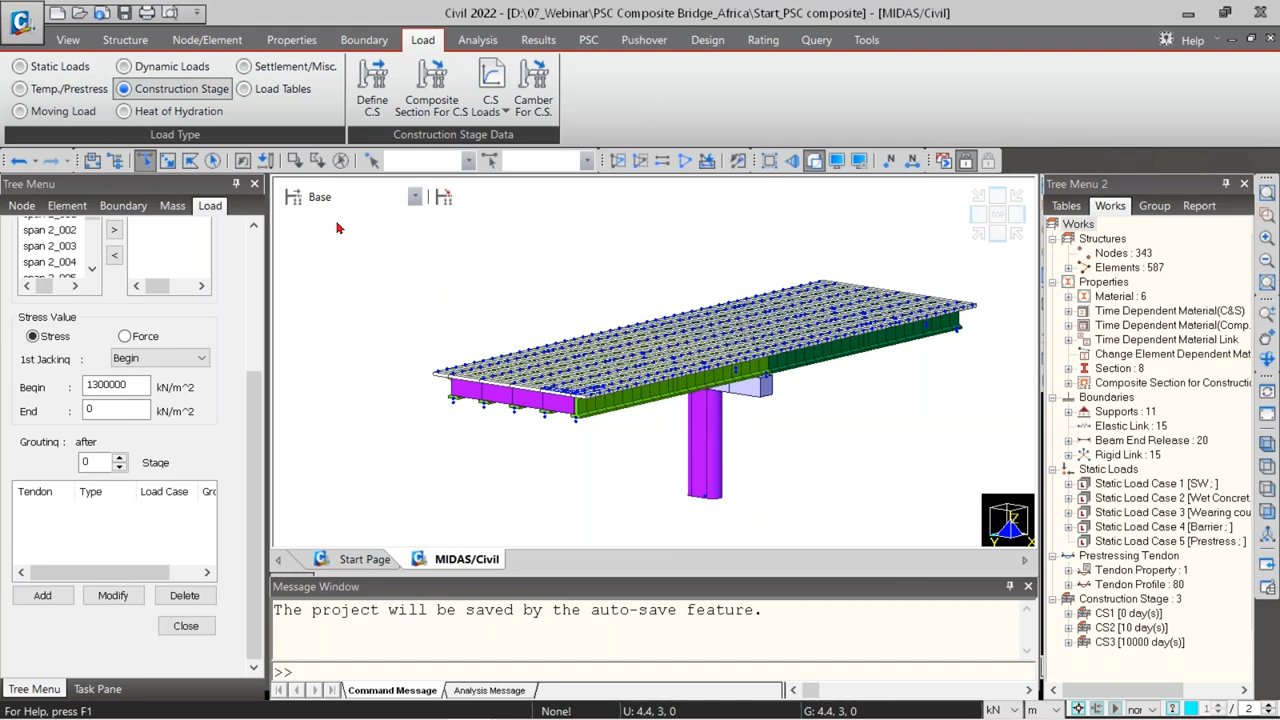 Civil 2022 - [D:\07_Webinar\PSC Composite Bridge_Africa\Start_PSC composite] - [MIDAS/Civil]
View Structure Node/Element Properties Boundary Load Analysis Results PSC Pushover Design Rating Query Tools Help
Static Loads Dynamic Loads Settlement/Misc.
Temp./Prestress Construction Stage Load Tables
Moving Load Heat of Hydration
Define C.S
Composite Section For C.S
C.S Loads
Camber For C.S.
Load Type Construction Stage Data
Tree Menu
Node Element Boundary Mass Load
span 2_002
span 2_003
span 2_004
>
<
Stress Value
Stress Force
1st Jacking : Begin
Begin : 1300000 kN/m^2
End : 0 kN/m^2
Grouting : after
0 Stage
Tendon Type Load Case Gro
Add Modify Delete
Close
Tree Menu Task Pane
Base
TOP
Start Page MIDAS/Civil
Message Window
The project will be saved by the auto-save feature.
>>
Command Message Analysis Message
Tree Menu 2
Tables Works Group Report
Works
Structures
Nodes : 343
Elements : 587
Properties
Material : 6
Time Dependent Material(C&S)
Time Dependent Material(Comp.
Time Dependent Material Link
Change Element Dependent Mat
Section : 8
Composite Section for Constructi
Boundaries
Supports : 11
Elastic Link : 15
Beam End Release : 20
Rigid Link : 15
Static Loads
Static Load Case 1 [SW ; ]
Static Load Case 2 [Wet Concret
Static Load Case 3 [Wearing cou
Static Load Case 4 [Barrier ; ]
Static Load Case 5 [Prestress ; ]
Prestressing Tendon
Tendon Property : 1
Tendon Profile : 80
Construction Stage : 3
CS1 [0 day(s)]
CS2 [10 day(s)]
CS3 [10000 day(s)]
For Help, press F1 None! U: 4.4, 3, 0 G: 4.4, 3, 0 kN m nor 1 / 2